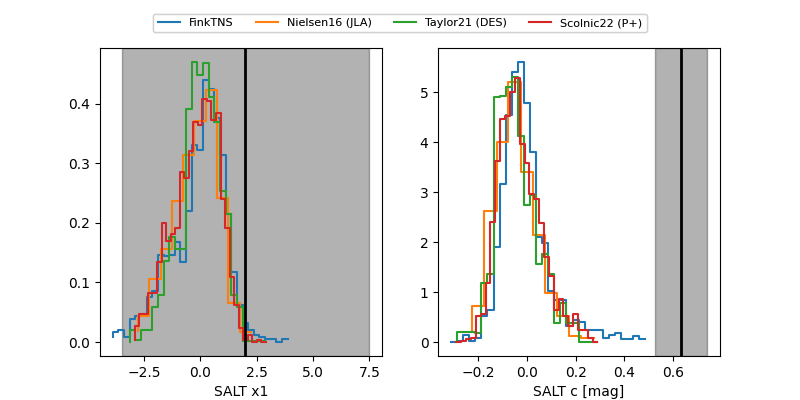 FinkTNS Nielsen16 (JLA) Taylor21 (DES) Scolnic22 (P+)
0.4
0.3
0.2
0.1
0.0
−2.5 0.0 2.5 5.0 7.5
SALT x1
5
4
3
2
1
0
−0.2 0.0 0.2 0.4 0.6
SALT c [mag]